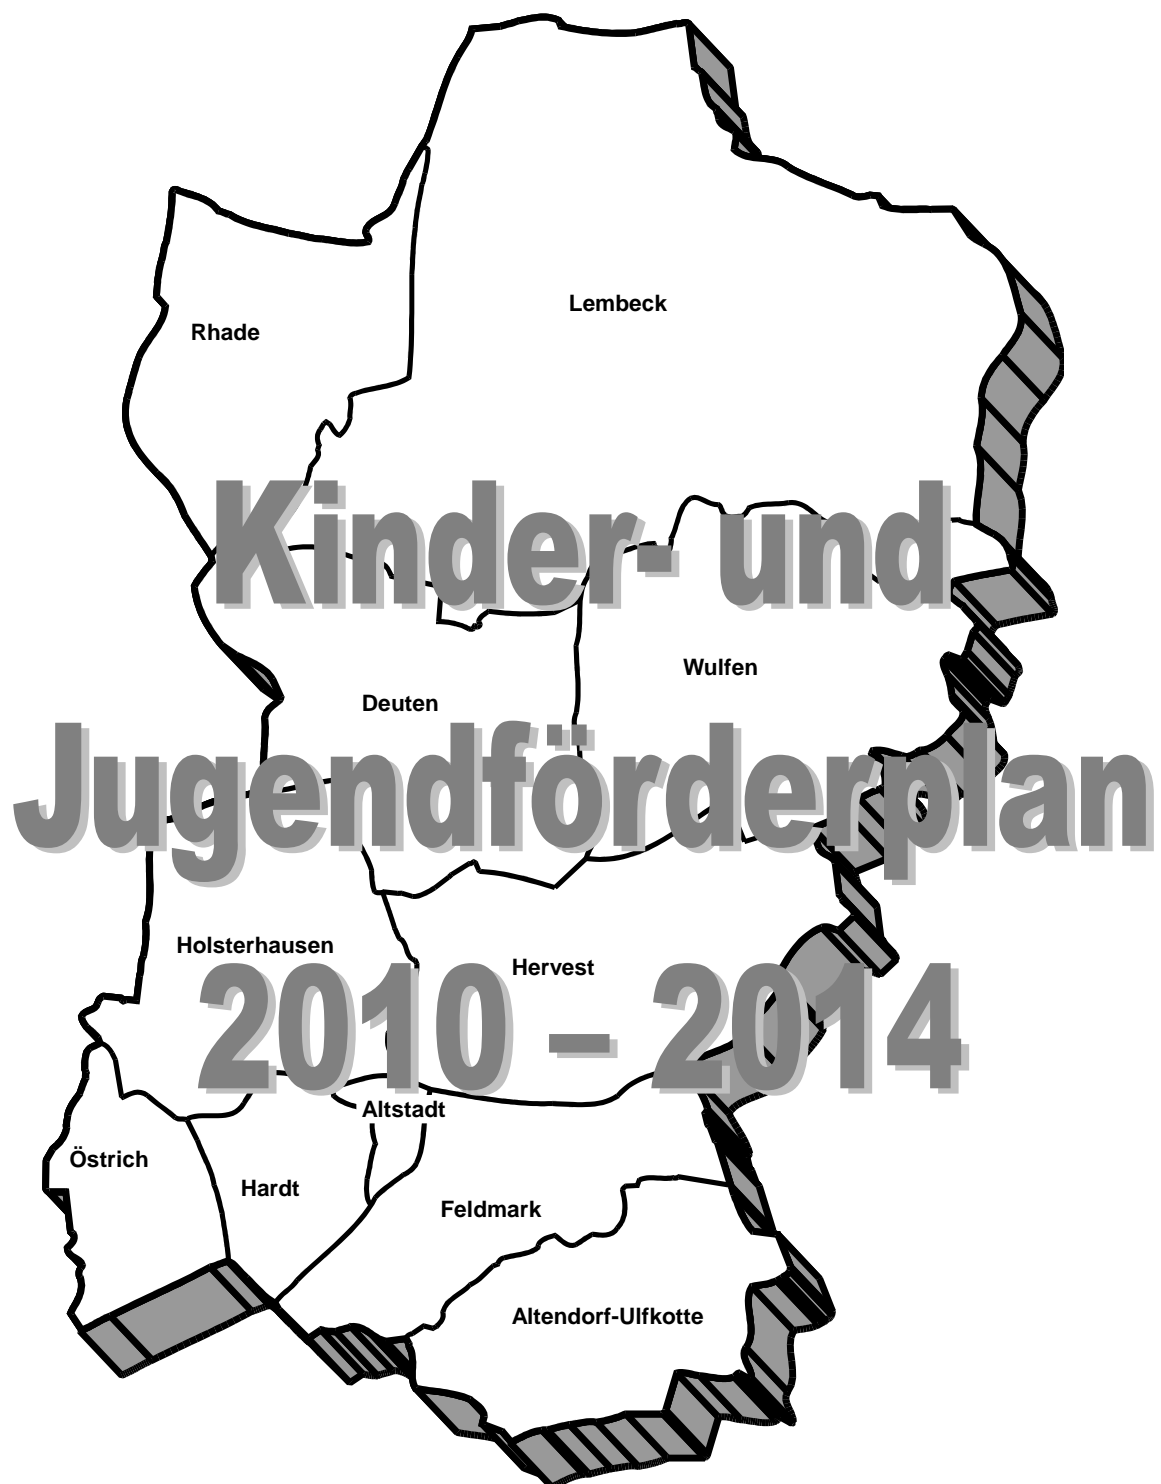 Lembeck
Rhade
Kinder- und
Wulfen
Deuten
Jugendförderplan
Holsterhausen
Hervest
2010 – 2014
Altstadt
Östrich
Hardt
Feldmark
Altendorf-Ulfkotte